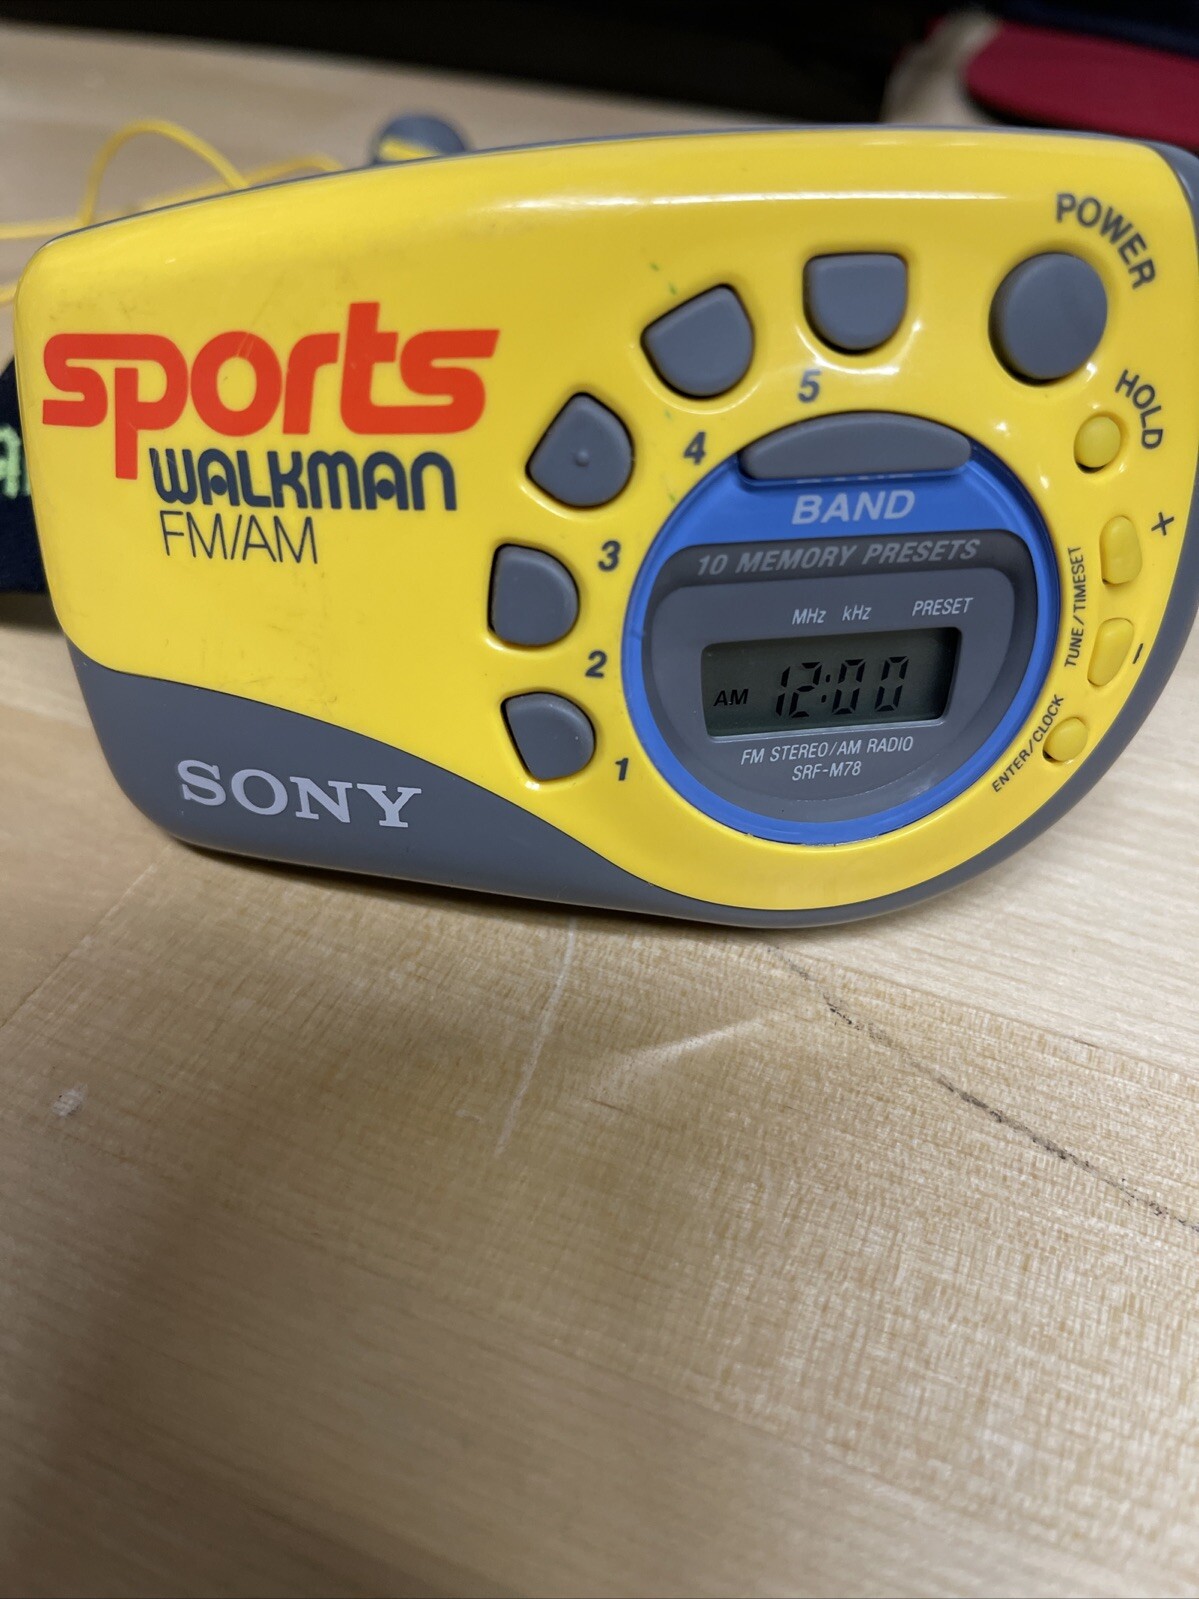 sports
WALKMAN
FM/AM
SONY
POWER
HOLD
+
TUNE/TIMESET
-
ENTER/CLOCK
5
4
3
2
1
BAND
10 MEMORY PRESETS
MHz kHz PRESET
AM 12:00
FM STEREO/AM RADIO
SRF-M78